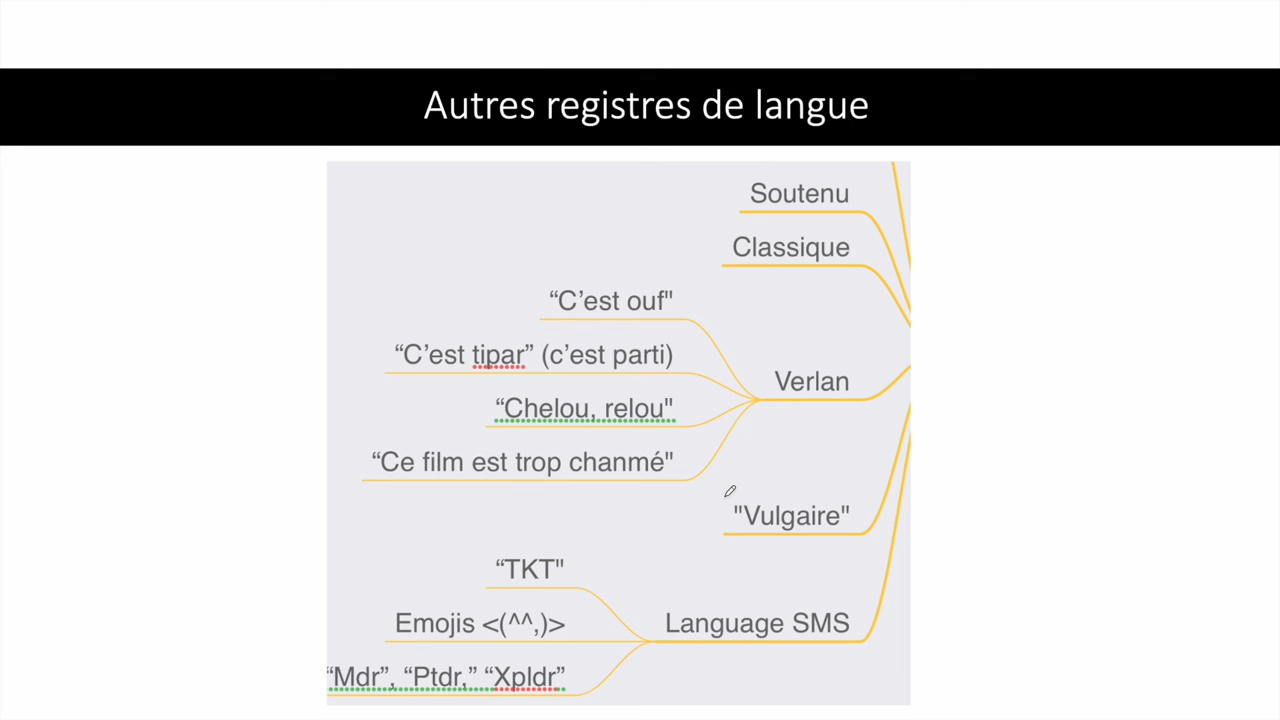 Autres registres de langue
Soutenu
Classique
“C’est ouf"
“C’est tipar” (c’est parti)
Verlan
“Chelou, relou"
“Ce film est trop chanmé"
"Vulgaire"
“TKT"
Emojis <(^^,)>
Language SMS
“Mdr”, “Ptdr,” “Xpldr”